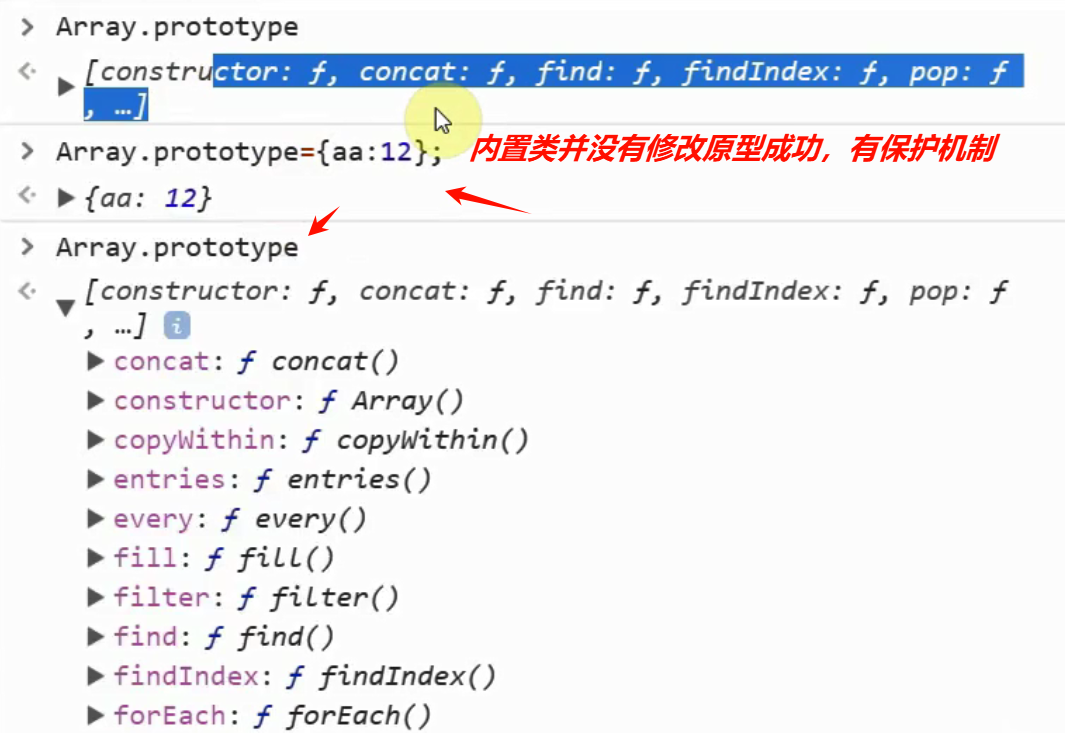 > Array.prototype
<· ▶ [constructor: ƒ, concat: ƒ, find: ƒ, findIndex: ƒ, pop: ƒ
, …]
> Array.prototype={aa:12}; 内置类并没有修改原型成功，有保护机制
<· ▶ {aa: 12}
> Array.prototype
<· ▼ [constructor: ƒ, concat: ƒ, find: ƒ, findIndex: ƒ, pop: ƒ
, …] i
▶ concat: ƒ concat()
▶ constructor: ƒ Array()
▶ copyWithin: ƒ copyWithin()
▶ entries: ƒ entries()
▶ every: ƒ every()
▶ fill: ƒ fill()
▶ filter: ƒ filter()
▶ find: ƒ find()
▶ findIndex: ƒ findIndex()
▶ forEach: ƒ forEach()